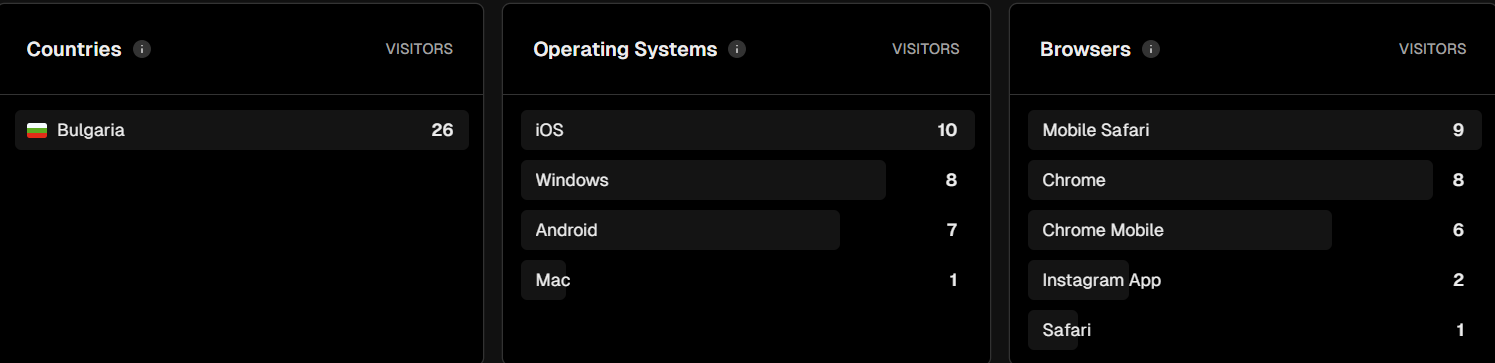 Countries VISITORS
Bulgaria 26
Operating Systems VISITORS
iOS 10
Windows 8
Android 7
Mac 1
Browsers VISITORS
Mobile Safari 9
Chrome 8
Chrome Mobile 6
Instagram App 2
Safari 1